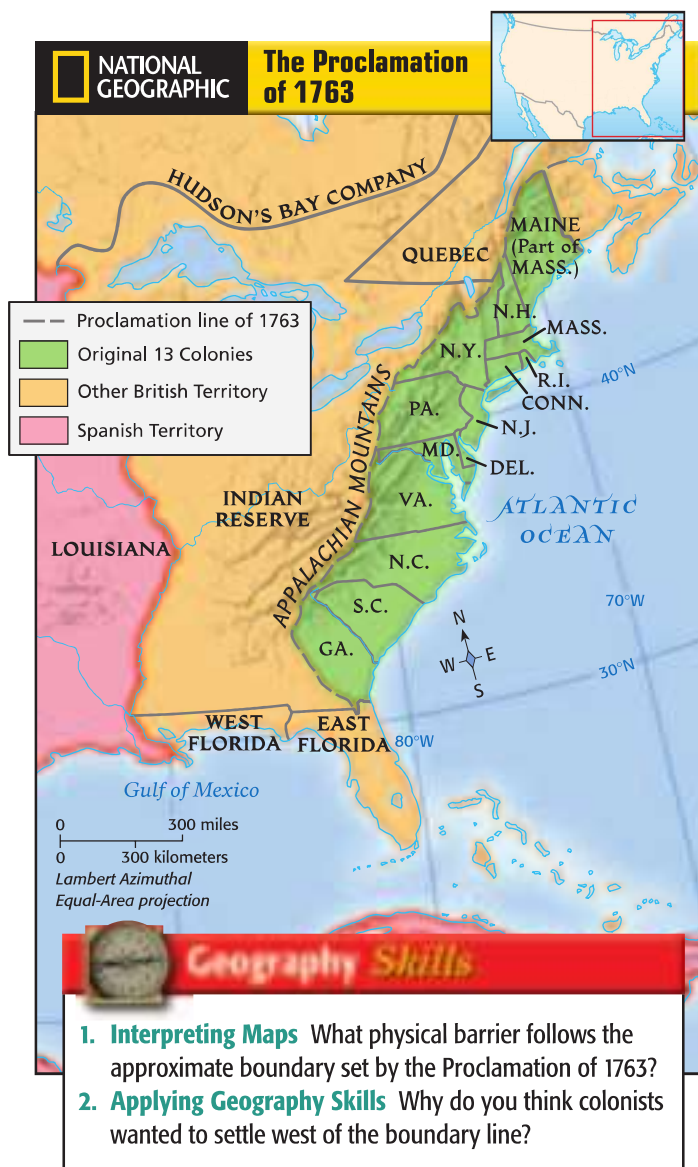 NATIONAL
GEOGRAPHIC
The Proclamation
of 1763
HUDSON'S BAY COMPANY
QUEBEC
MAINE
(Part of
MASS.)
N.H.
MASS.
N.Y.
R.I.
CONN.
40°N
PA.
N.J.
MD.
DEL.
Proclamation line of 1763
Original 13 Colonies
Other British Territory
Spanish Territory
APPALACHIAN MOUNTAINS
INDIAN
RESERVE
VA.
ATLANTIC
OCEAN
LOUISIANA
N.C.
S.C.
70°W
GA.
N
W E
S
30°N
WEST
FLORIDA
EAST
FLORIDA
80°W
Gulf of Mexico
0 300 miles
0 300 kilometers
Lambert Azimuthal
Equal-Area projection
Geography Skills
1. Interpreting Maps What physical barrier follows the
approximate boundary set by the Proclamation of 1763?
2. Applying Geography Skills Why do you think colonists
wanted to settle west of the boundary line?